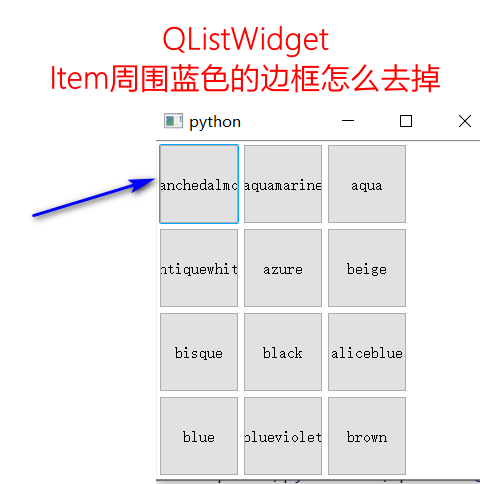 QListWidget
Item周围蓝色的边框怎么去掉
python
anchedalmo aquamarine aqua
ntiquewhit azure beige
bisque black aliceblue
blue blueviolet brown